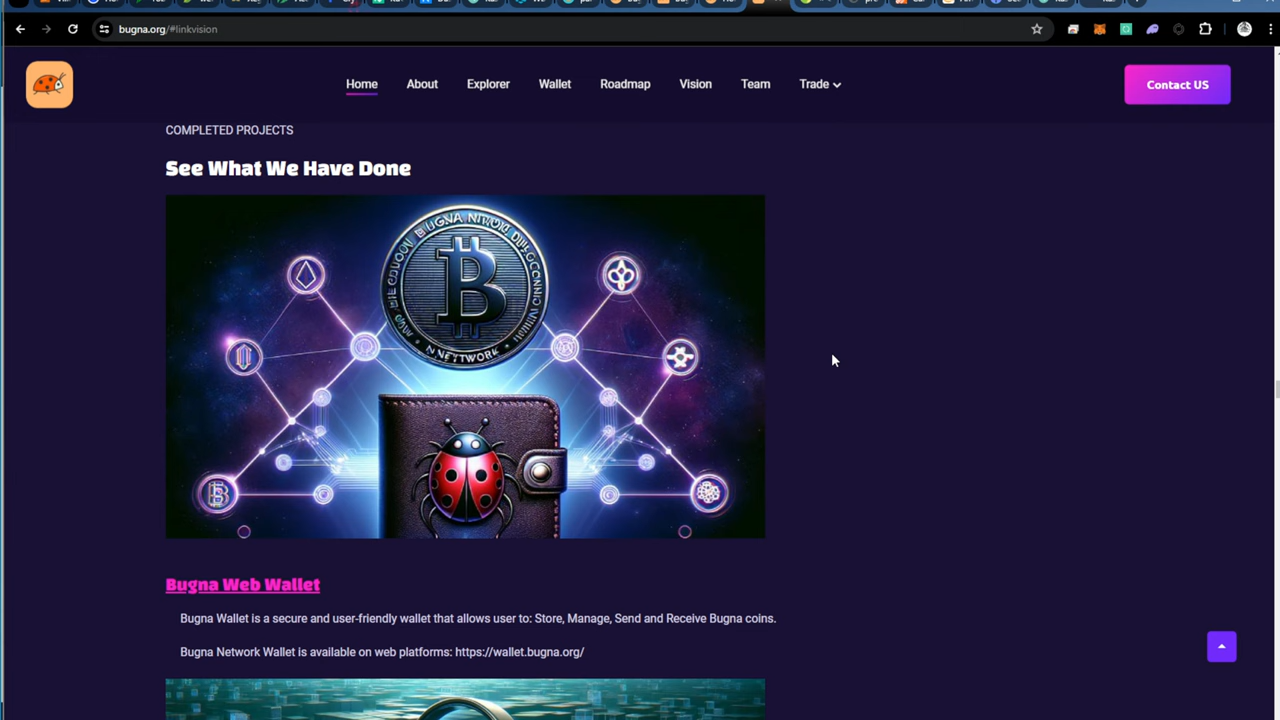 bugna.org/#linkvision
Home About Explorer Wallet Roadmap Vision Team Trade Contact US
COMPLETED PROJECTS
See What We Have Done
NETWORK
Bugna Web Wallet
Bugna Wallet is a secure and user-friendly wallet that allows user to: Store, Manage, Send and Receive Bugna coins.
Bugna Network Wallet is available on web platforms: https://wallet.bugna.org/